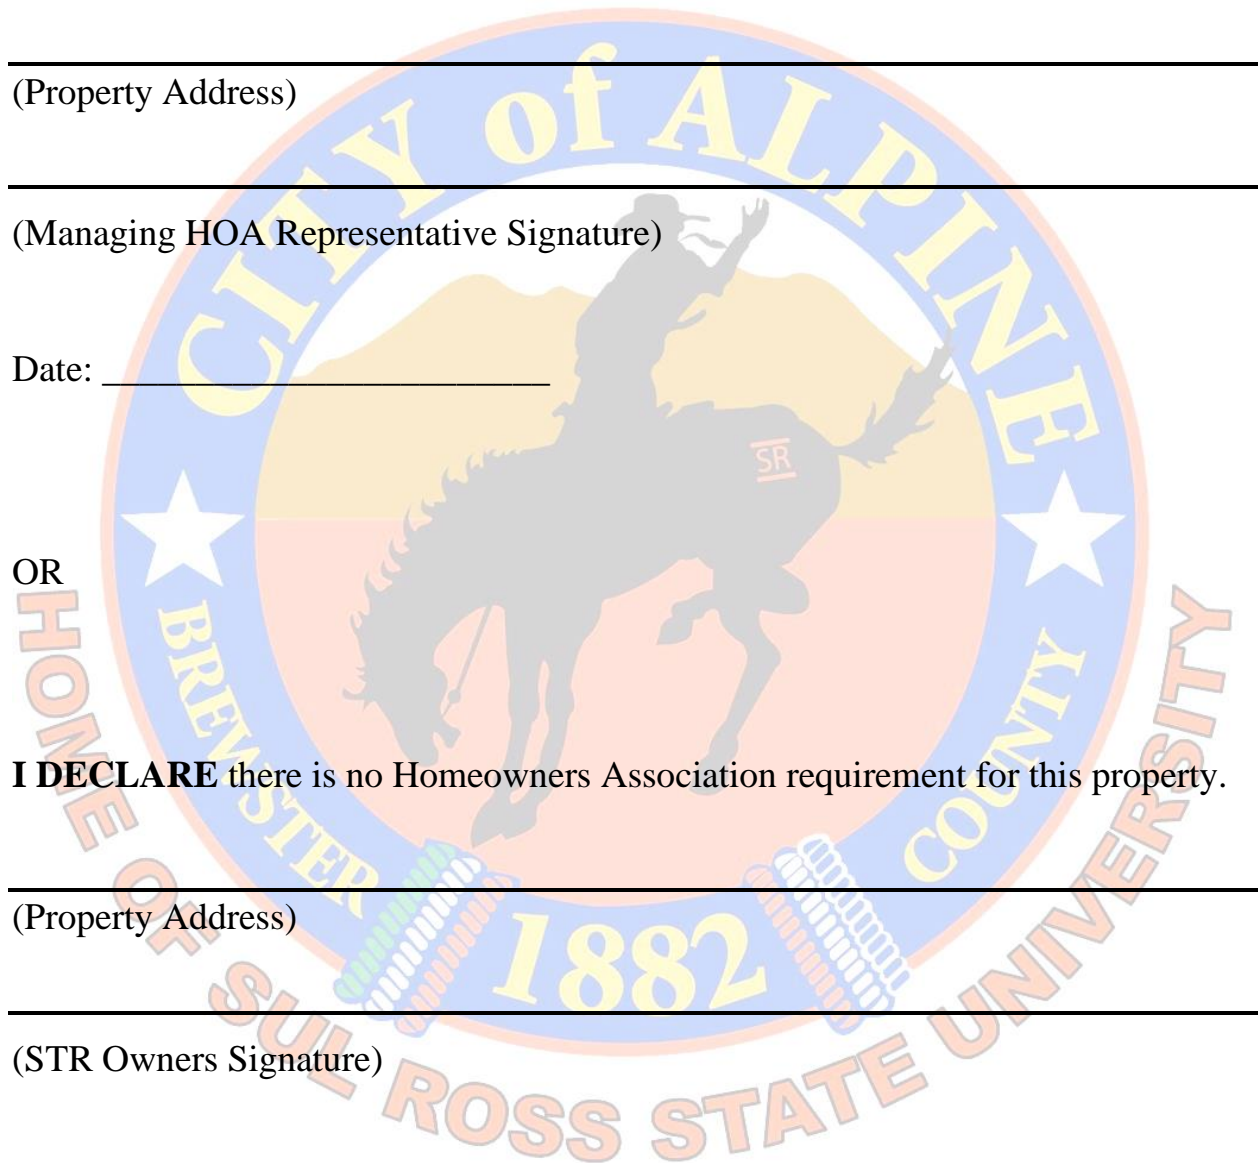 (Property Address)
(Managing HOA Representative Signature)
Date: ________________________
OR
I DECLARE there is no Homeowners Association requirement for this property.
(Property Address)
(STR Owners Signature)
CITY of ALPINE
BREWSTER COUNTY
1882
SR
HOME OF SUL ROSS STATE UNIVERSITY